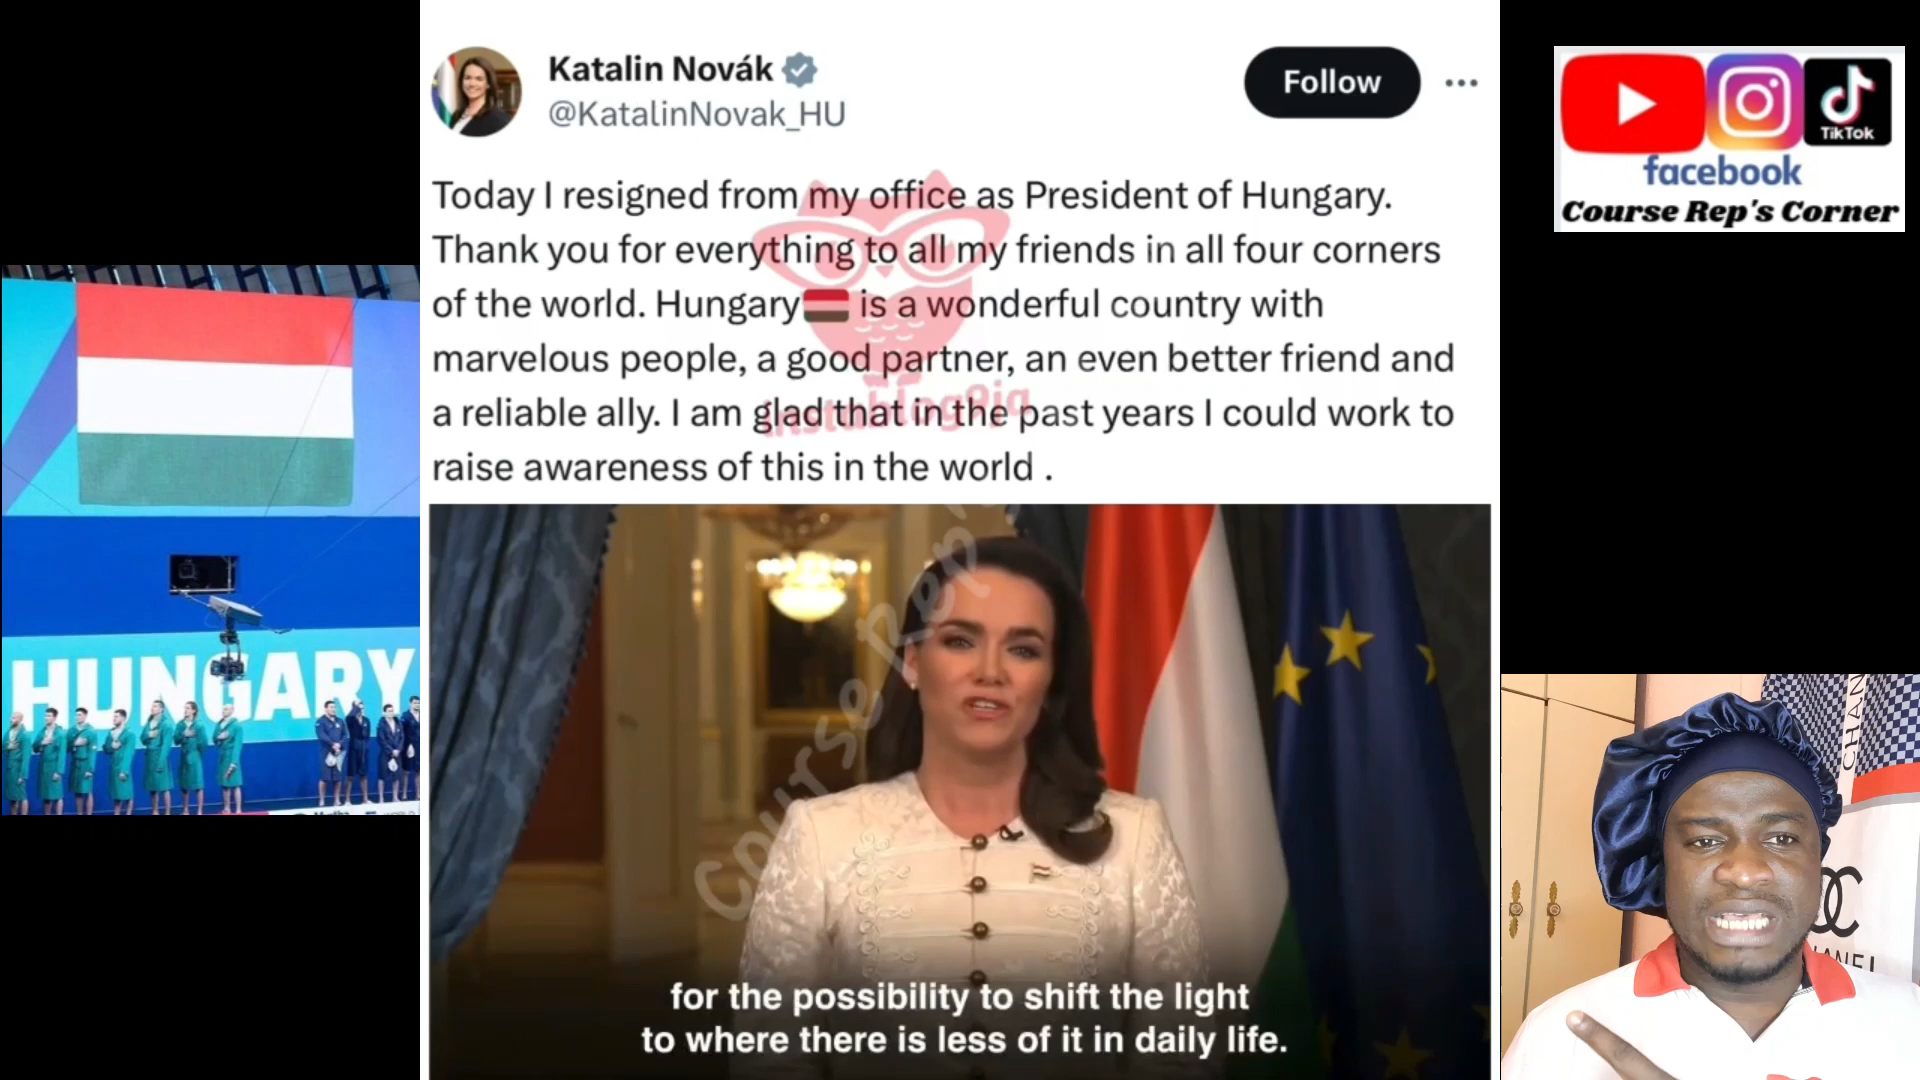 Katalin Novák
@KatalinNovak_HU
Follow
Today I resigned from my office as President of Hungary.
Thank you for everything to all my friends in all four corners
of the world. Hungary is a wonderful country with
marvelous people, a good partner, an even better friend and
a reliable ally. I am glad that in the past years I could work to
raise awareness of this in the world .
instablog9ja
Course Rep's
for the possibility to shift the light
to where there is less of it in daily life.
HUNGARY
TikTok
facebook
Course Rep's Corner
CHAN